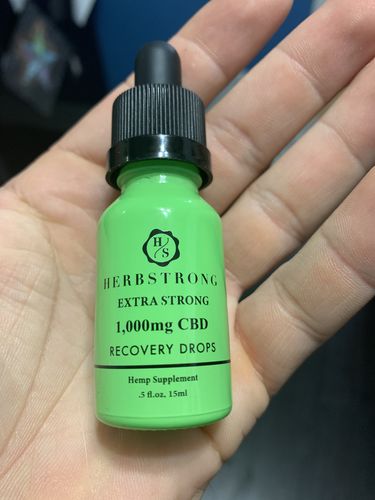 H
S
HERBSTRONG
EXTRA STRONG
1,000mg CBD
RECOVERY DROPS
Hemp Supplement
.5 fl.oz. 15ml